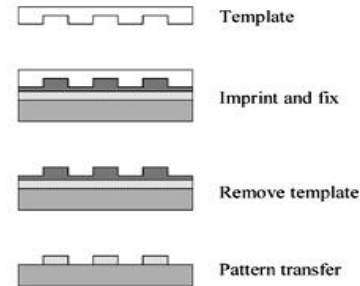 Template
Imprint and fix
Remove template
Pattern transfer